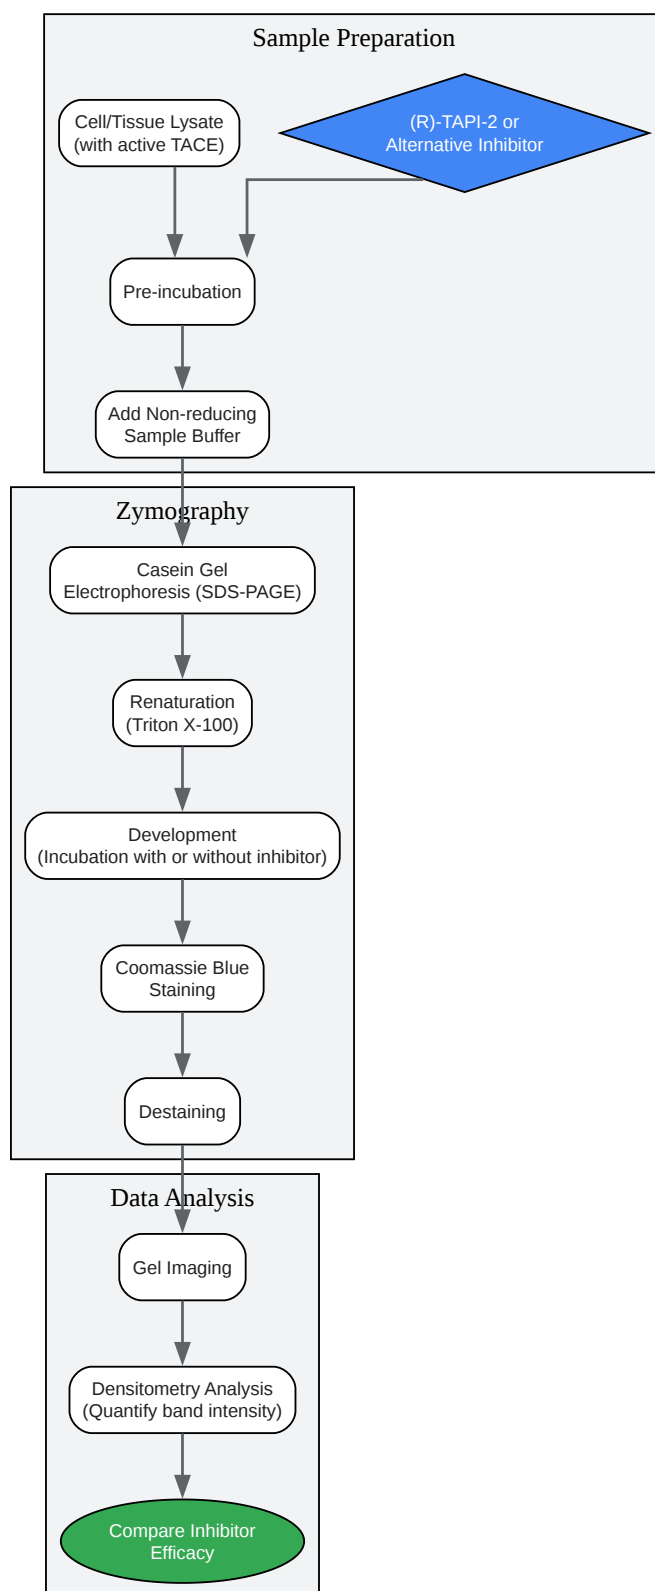 Sample Preparation
Cell/Tissue Lysate
(with active TACE)
(R)-TAPI-2 or
Alternative Inhibitor
Pre-incubation
Add Non-reducing
Sample Buffer
Zymography
Casein Gel
Electrophoresis (SDS-PAGE)
Renaturation
(Triton X-100)
Development
(Incubation with or without inhibitor)
Coomassie Blue
Staining
Destaining
Data Analysis
Gel Imaging
Densitometry Analysis
(Quantify band intensity)
Compare Inhibitor
Efficacy